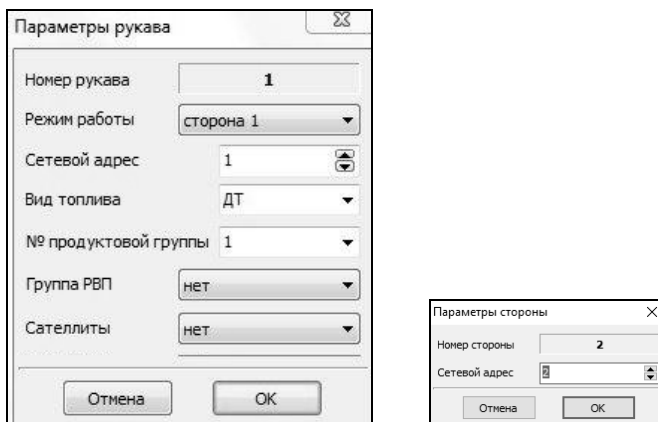 Параметры рукава
Номер рукава 1
Режим работы сторона 1
Сетевой адрес 1
Вид топлива ДТ
№ продуктовой группы 1
Группа РВП нет
Сателлиты нет
Отмена OK
Параметры стороны
Номер стороны 2
Сетевой адрес 2
Отмена OK